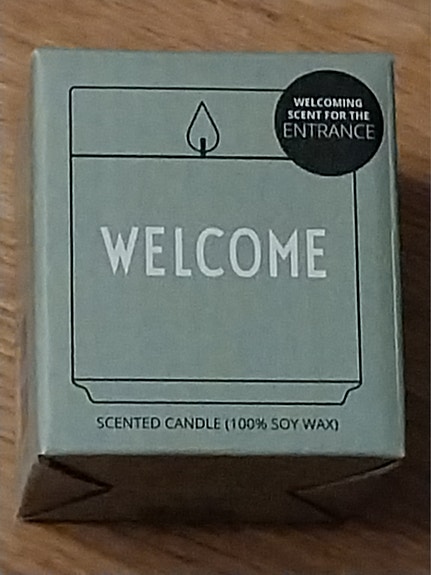 WELCOMING
SCENT FOR THE
ENTRANCE
WELCOME
SCENTED CANDLE (100% SOY WAX)